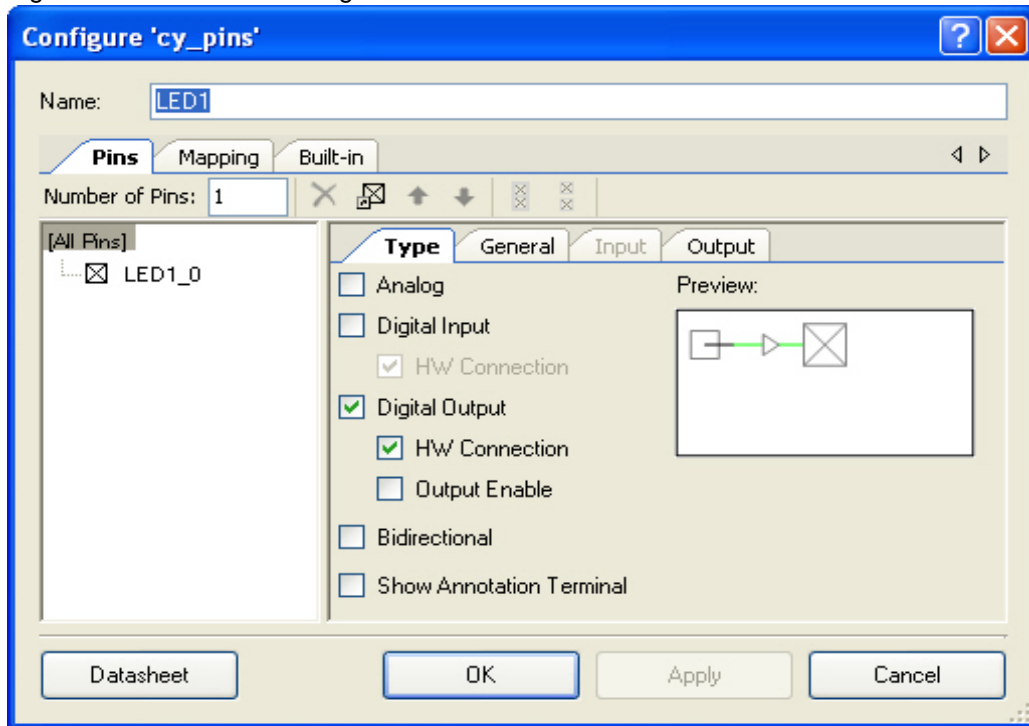 Configure 'cy_pins'
Name: LED1
Pins Mapping Built-in
Number of Pins: 1
[All Pins]
LED1_0
Type General Input Output
Analog
Preview:
Digital Input
HW Connection
Digital Output
HW Connection
Output Enable
Bidirectional
Show Annotation Terminal
Datasheet OK Apply Cancel